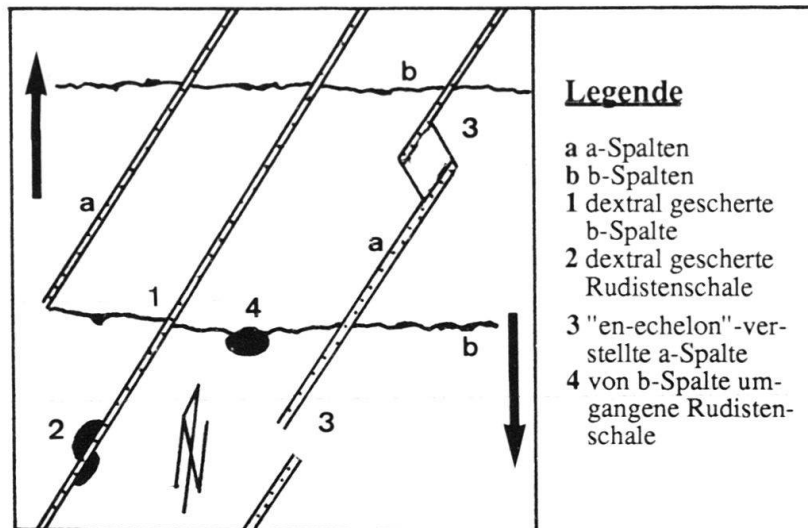 b
3
a
a
1
4
b
2
3
N
Legende
a a-Spalten
b b-Spalten
1 dextral gescherte
b-Spalte
2 dextral gescherte
Rudistenschale
3 "en-echelon"-ver-
stellte a-Spalte
4 von b-Spalte um-
gangene Rudisten-
schale